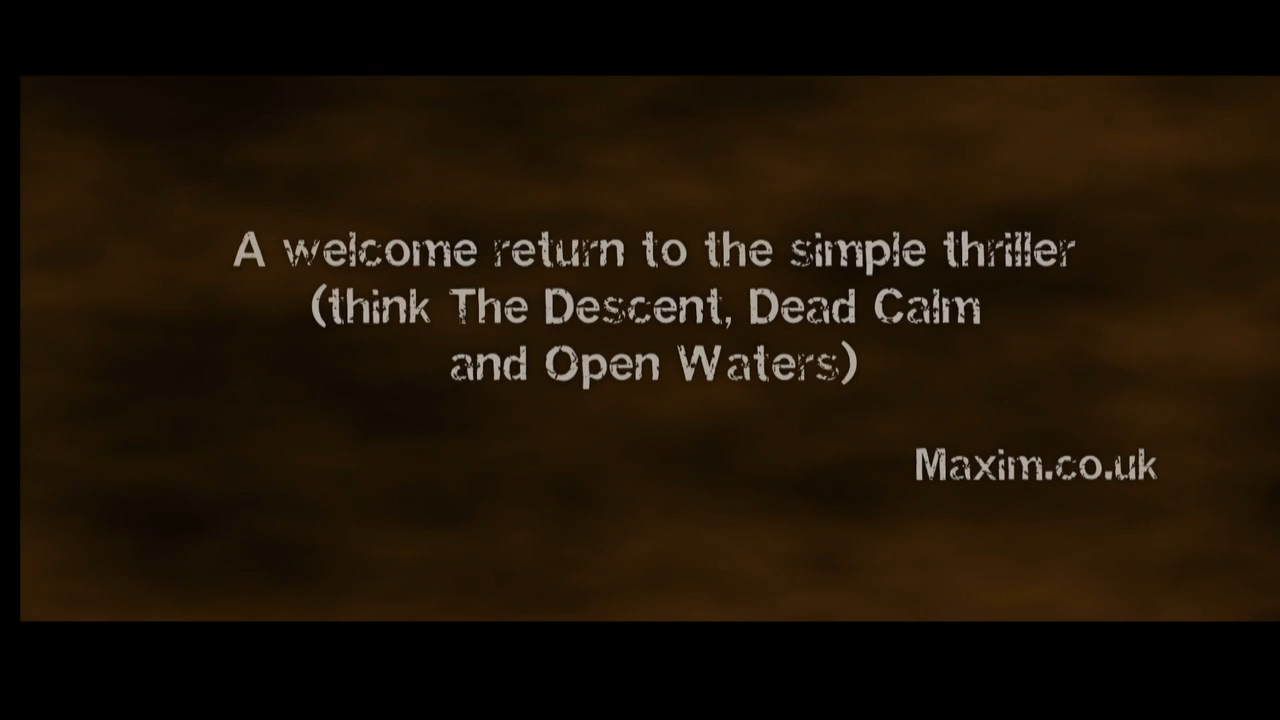 A welcome return to the simple thriller
(think The Descent, Dead Calm
and Open Waters)
Maxim.co.uk